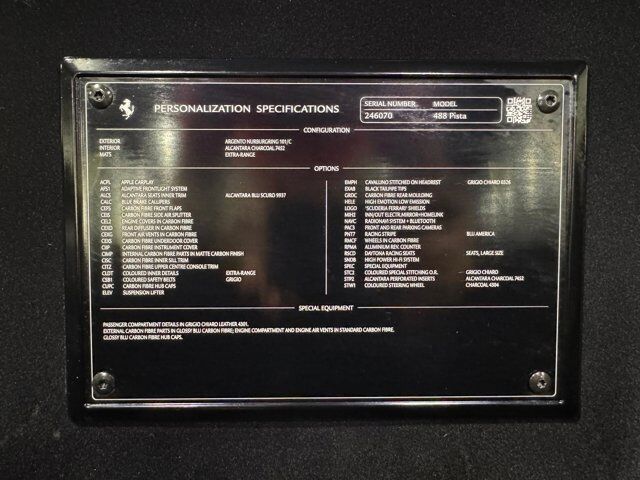 PERSONALIZATION SPECIFICATIONS
SERIAL NUMBER MODEL
246070 488 Pista
CONFIGURATION
EXTERIOR ARGENTO NURBURGRING 101/C
INTERIOR ALCANTARA CHARCOAL 7452
MATS EXTRA-RANGE
OPTIONS
ACPL APPLE CARPLAY
AFS1 ADAPTIVE FRONTLIGHT SYSTEM
ALCS ALCANTARA SEATS INNER TRIM ALCANTARA BLU SCURO 9937
CALC BLUE BRAKE CALLIPERS
CEFS CARBON FIBRE FRONT FLAPS
CEIS CARBON FIBRE SIDE AIR SPLITTER
CEL2 ENGINE COVERS IN CARBON FIBRE
CEXD REAR DIFFUSER IN CARBON FIBRE
CEXG FRONT AIR VENTS IN CARBON FIBRE
CEXS CARBON FIBRE UNDERDOOR COVER
CARBON FIBRE INSTRUMENT COVER
CIMP INTERNAL CARBON FIBRE PARTS IN MATTE CARBON FINISH
CISC CARBON FIBRE INNER SILL TRIM
CITZ CARBON FIBRE UPPER CENTRE CONSOLE TRIM
CLDT COLOURED INNER DETAILS EXTRA-RANGE
CSB1 COLOURED SAFETY BELTS GRIGIO
CUPC CARBON FIBRE HUB CAPS
ELEV SUSPENSION LIFTER
EMPH CAVALLINO STITCHED ON HEADREST GRIGIO CHIARO 0326
EXAB BLACK TAILPIPE TIPS
GRDC CARBON FIBRE REAR MOULDING
HELE HIGH EMOTION LOW EMISSION
LOGO 'SCUDERIA FERRARI' SHIELDS
MIH2 INN/OUT ELECTR.MIRROR+HOMELINK
NAVC RADIONAVI SYSTEM + BLUETOOTH
PAC3 FRONT AND REAR PARKING CAMERAS
PN77 RACING STRIPE BLU AMERICA
RMCF WHEELS IN CARBON FIBRE
RPMA ALUMINIUM REV. COUNTER
RSCD DAYTONA RACING SEATS SEATS, LARGE SIZE
SNDS HIGH POWER HI-FI SYSTEM
SPEC SPECIAL EQUIPMENT
STC2 COLOURED SPECIAL STITCHING O.R. GRIGIO CHIARO
STP2 ALCANTARA PERFORATED INSERTS ALCANTARA CHARCOAL 7452
STW1 COLOURED STEERING WHEEL CHARCOAL 4304
SPECIAL EQUIPMENT
PASSENGER COMPARTMENT DETAILS IN GRIGIO CHIARO LEATHER 4301.
EXTERNAL CARBON FIBRE PARTS IN GLOSSY BLU CARBON FIBRE; ENGINE COMPARTMENT AND ENGINE AIR VENTS IN STANDARD CARBON FIBRE.
GLOSSY BLU CARBON FIBRE HUB CAPS.